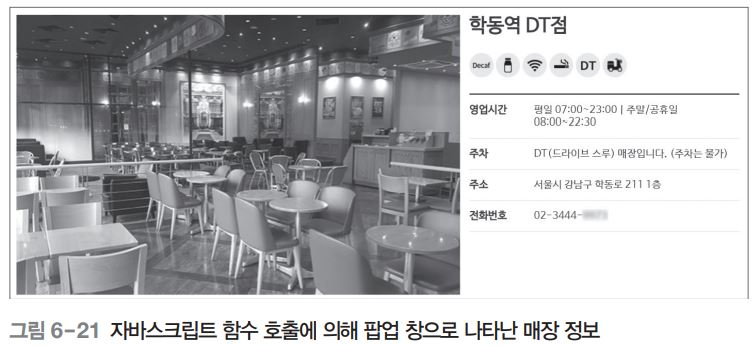 학동역 DT점
Decaf
DT
영업시간 평일 07:00~23:00 | 주말/공휴일
08:00~22:30
주차 DT(드라이브 스루) 매장입니다. (주차는 불가)
주소 서울시 강남구 학동로 211 1층
전화번호 02-3444-
그림 6-21 자바스크립트 함수 호출에 의해 팝업 창으로 나타난 매장 정보